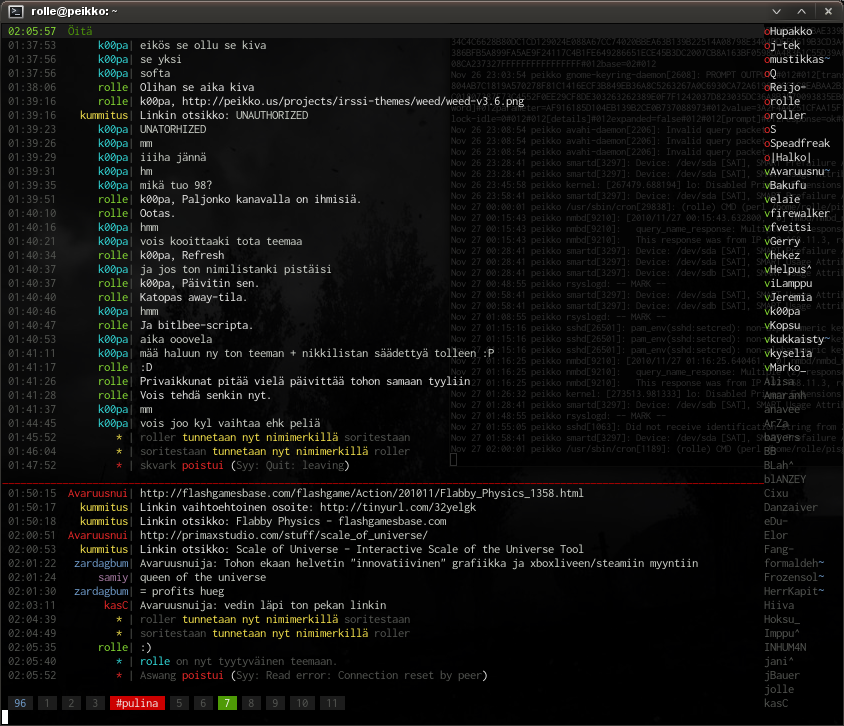 rolle@peikko: ~
02:05:57 Öitä
01:37:53 k00pa| eikös se ollu se kiva
01:37:56 k00pa| se yksi
01:37:56 k00pa| softa
01:38:06 rolle| Olihan se aika kiva
01:39:16 rolle| k00pa, http://peikko.us/projects/irssi-themes/weed/weed-v3.6.png
01:39:16 kummitus| Linkin otsikko: UNAUTHORIZED
01:39:23 k00pa| UNATORHIZED
01:39:26 k00pa| mm
01:39:29 k00pa| iiiha jännä
01:39:31 k00pa| hm
01:39:35 k00pa| mikä tuo 98?
01:39:51 rolle| k00pa, Paljonko kanavalla on ihmisiä.
01:40:10 rolle| Ootas.
01:40:16 k00pa| hmm
01:40:21 k00pa| vois kooittaaki tota teemaa
01:40:34 rolle| k00pa, Refresh
01:40:37 k00pa| ja jos ton nimilistanki pistäisi
01:40:37 rolle| k00pa, Päivitin sen.
01:40:40 rolle| Katopas away-tila.
01:40:46 k00pa| hmm
01:40:47 rolle| Ja bitlbee-scripta.
01:40:53 k00pa| aika ooovela
01:41:11 k00pa| mää haluun ny ton teeman + nikkilistan säädettyä tolleen :P
01:41:17 rolle| :D
01:41:26 rolle| Privaikkunat pitää vielä päivittää tohon samaan tyyliin
01:41:28 rolle| Vois tehdä senkin nyt.
01:41:37 k00pa| mm
01:44:45 k00pa| vois joo kyl vaihtaa ehk peliä
01:45:52 * | roller tunnetaan nyt nimimerkillä soritestaan
01:46:04 * | soritestaan tunnetaan nyt nimimerkillä roller
01:47:52 * | skvark poistui (Syy: Quit: leaving)
01:50:15 Avaruusnui| http://flashgamesbase.com/flashgame/Action/201011/Flabby_Physics_1358.html
01:50:17 kummitus| Linkin vaihtoehtoinen osoite: http://tinyurl.com/32yelgk
01:50:18 kummitus| Linkin otsikko: Flabby Physics - flashgamesbase.com
02:00:51 Avaruusnui| http://primaxstudio.com/stuff/scale_of_universe/
02:00:53 kummitus| Linkin otsikko: Scale of Universe - Interactive Scale of the Universe Tool
02:01:22 zardagbum| Avaruusnuija: Tohon ekaan helvetin "innovatiivinen" grafiikka ja xboxliveen/steamiin myyntiin
02:01:24 samiy| queen of the universe
02:01:30 zardagbum| = profits hueg
02:03:11 kasC| Avaruusnuija: vedin läpi ton pekan linkin
02:04:39 * | roller tunnetaan nyt nimimerkillä soritestaan
02:04:49 * | soritestaan tunnetaan nyt nimimerkillä roller
02:05:35 rolle| :)
02:05:40 * | rolle on nyt tyytyväinen teemaan.
02:05:52 * | Aswang poistui (Syy: Read error: Connection reset by peer)
oHupakko
oj-tek
omustikkas~
oQ
oReijo-
orolle
oroller
oS
oSpeadfreak
o|Halko|
vAvaruusnu~
vBakufu
velaie
vfirewalker
vfveitsi
vGerry
vhekez
vHelpus^
viLamppu
vJeremia
vk00pa
vKopsu
vkukkaisty~
vkyselia
vMarko_
Alisa
Amaranh
anavee
ArZa
bayers
BB
BLah^
blANZEY
Cixu
Danzaiver
eDu-
Elor
Fang-
formaldeh~
Frozensol~
HerrKapit~
Hiiva
Hoksu_
Imppu^
INHUM4N
jani^
jBauer
jolle
kasC
96 1 2 3 #pulina 5 6 7 8 9 10 11